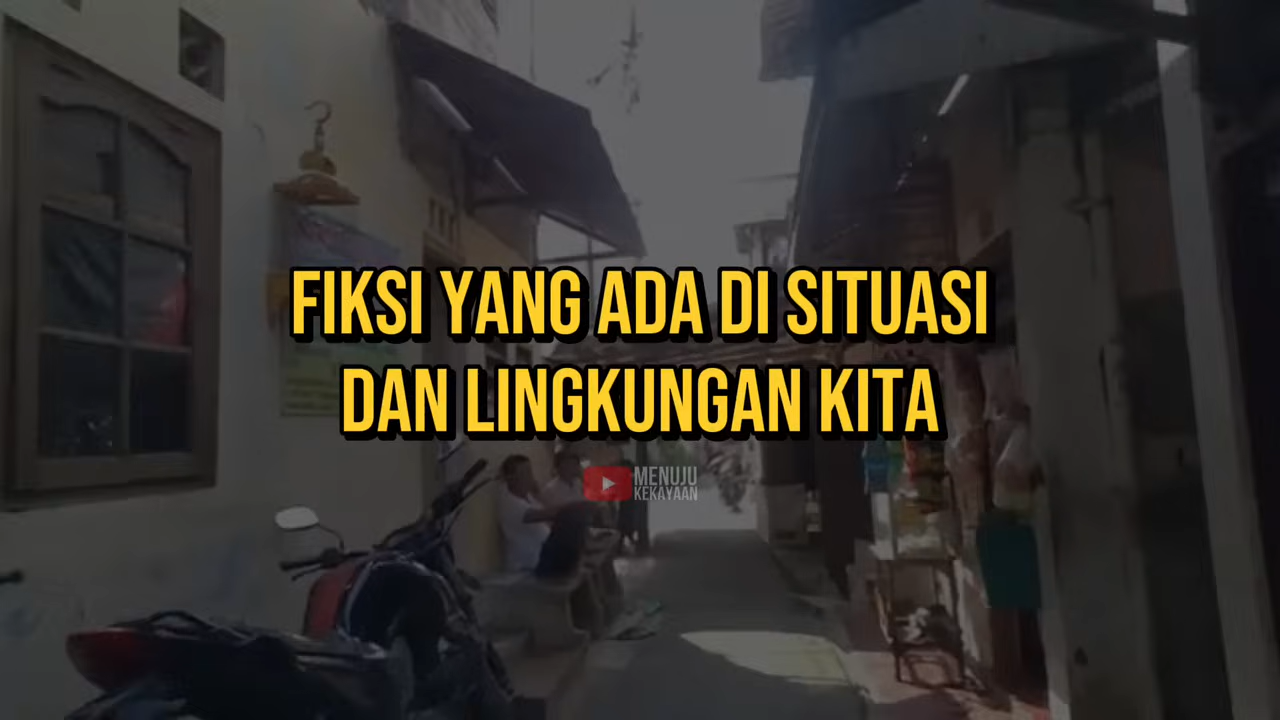 FIKSI YANG ADA DI SITUASI
DAN LINGKUNGAN KITA
MENUJU
KEKAYAAN